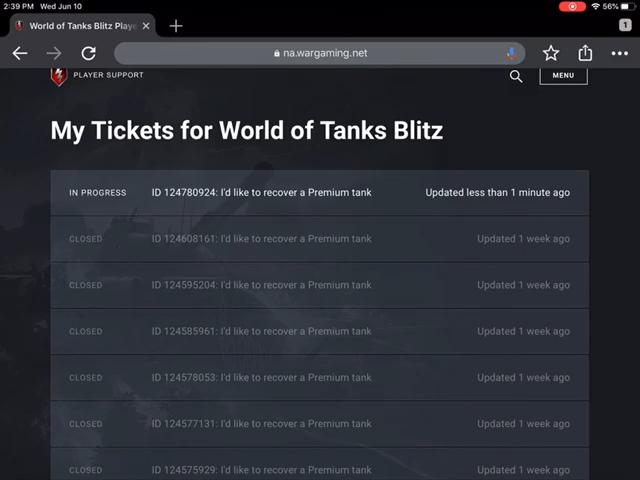 2:39 PM Wed Jun 10
56%
World of Tanks Blitz Playe
1
na.wargaming.net
PLAYER SUPPORT
MENU
My Tickets for World of Tanks Blitz
IN PROGRESS ID 124780924: I'd like to recover a Premium tank Updated less than 1 minute ago
CLOSED ID 124608161: I'd like to recover a Premium tank Updated 1 week ago
CLOSED ID 124595204: I'd like to recover a Premium tank Updated 1 week ago
CLOSED ID 124585961: I'd like to recover a Premium tank Updated 1 week ago
CLOSED ID 124578053: I'd like to recover a Premium tank Updated 1 week ago
CLOSED ID 124577131: I'd like to recover a Premium tank Updated 1 week ago
CLOSED ID 124575929: I'd like to recover a Premium tank Updated 1 week ago